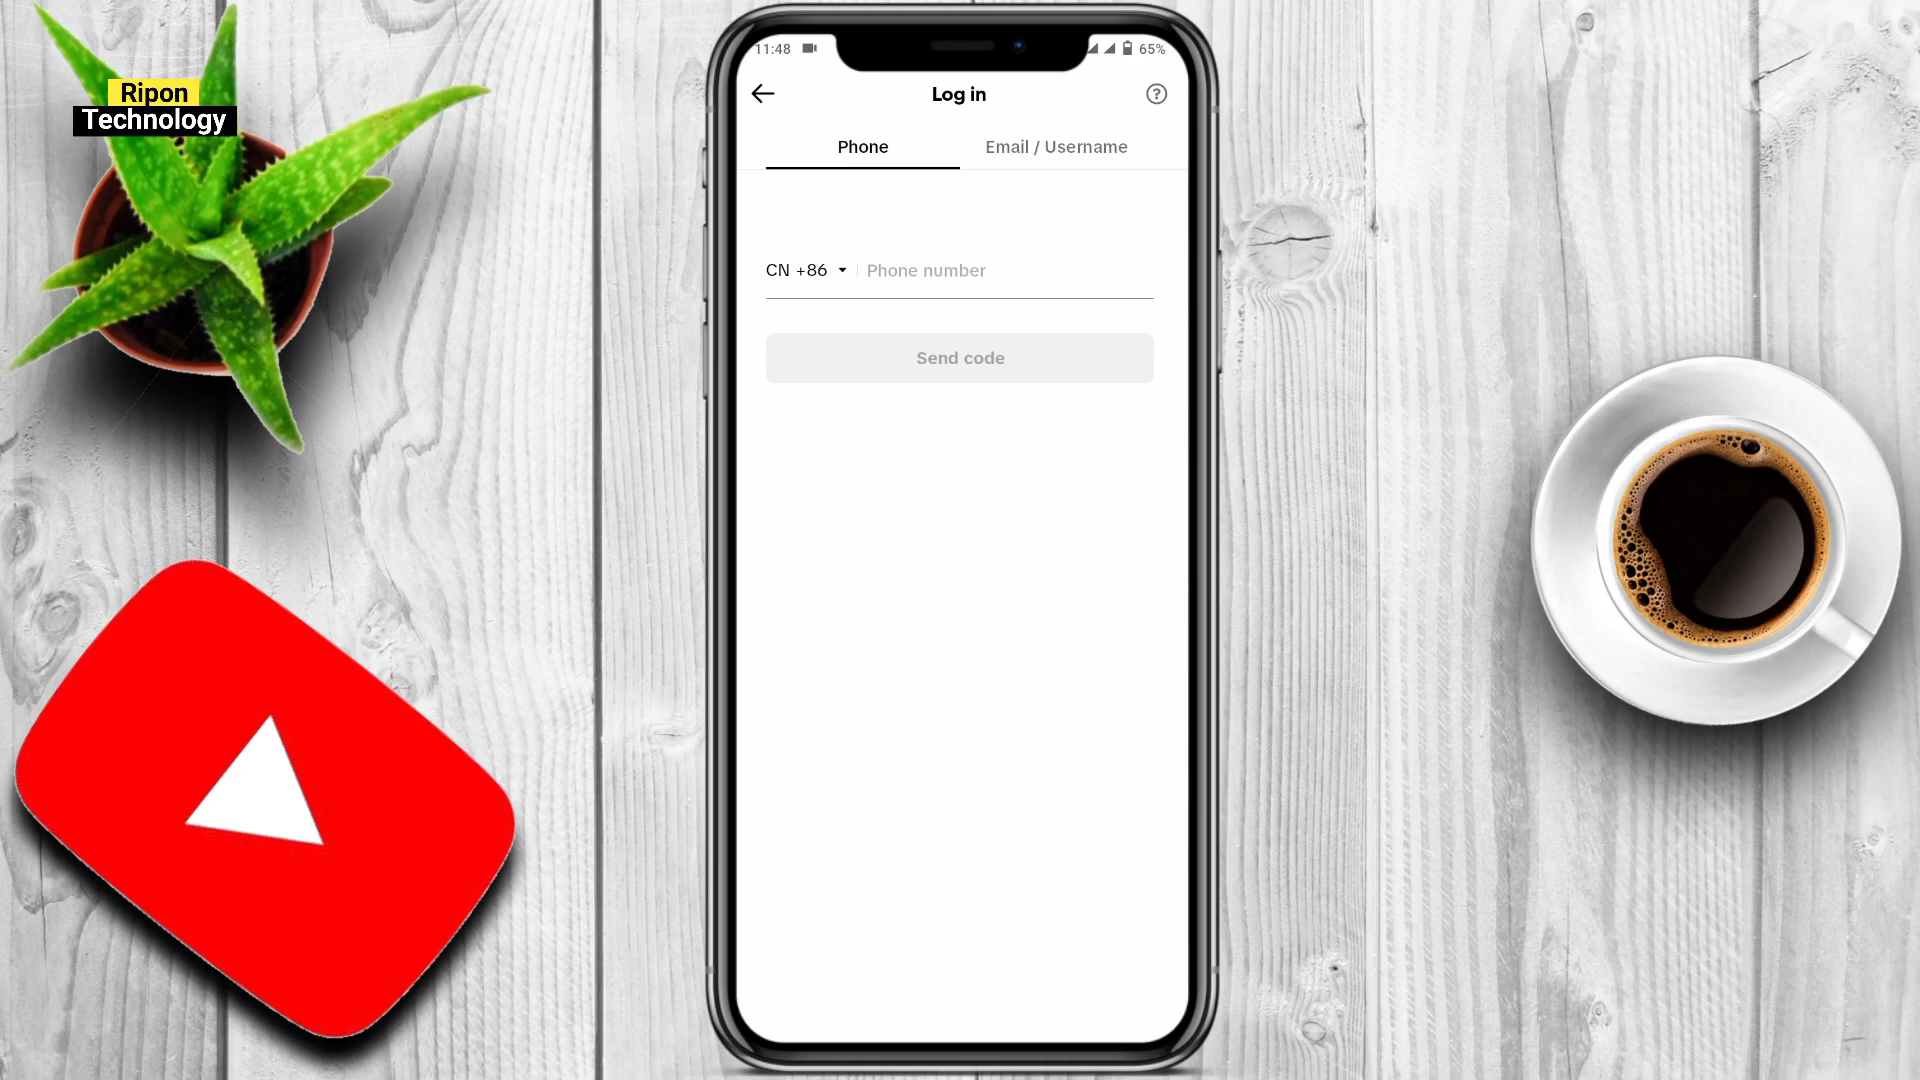 Ripon
Technology
11:48
65%
Log in
Phone
Email / Username
CN +86
Phone number
Send code